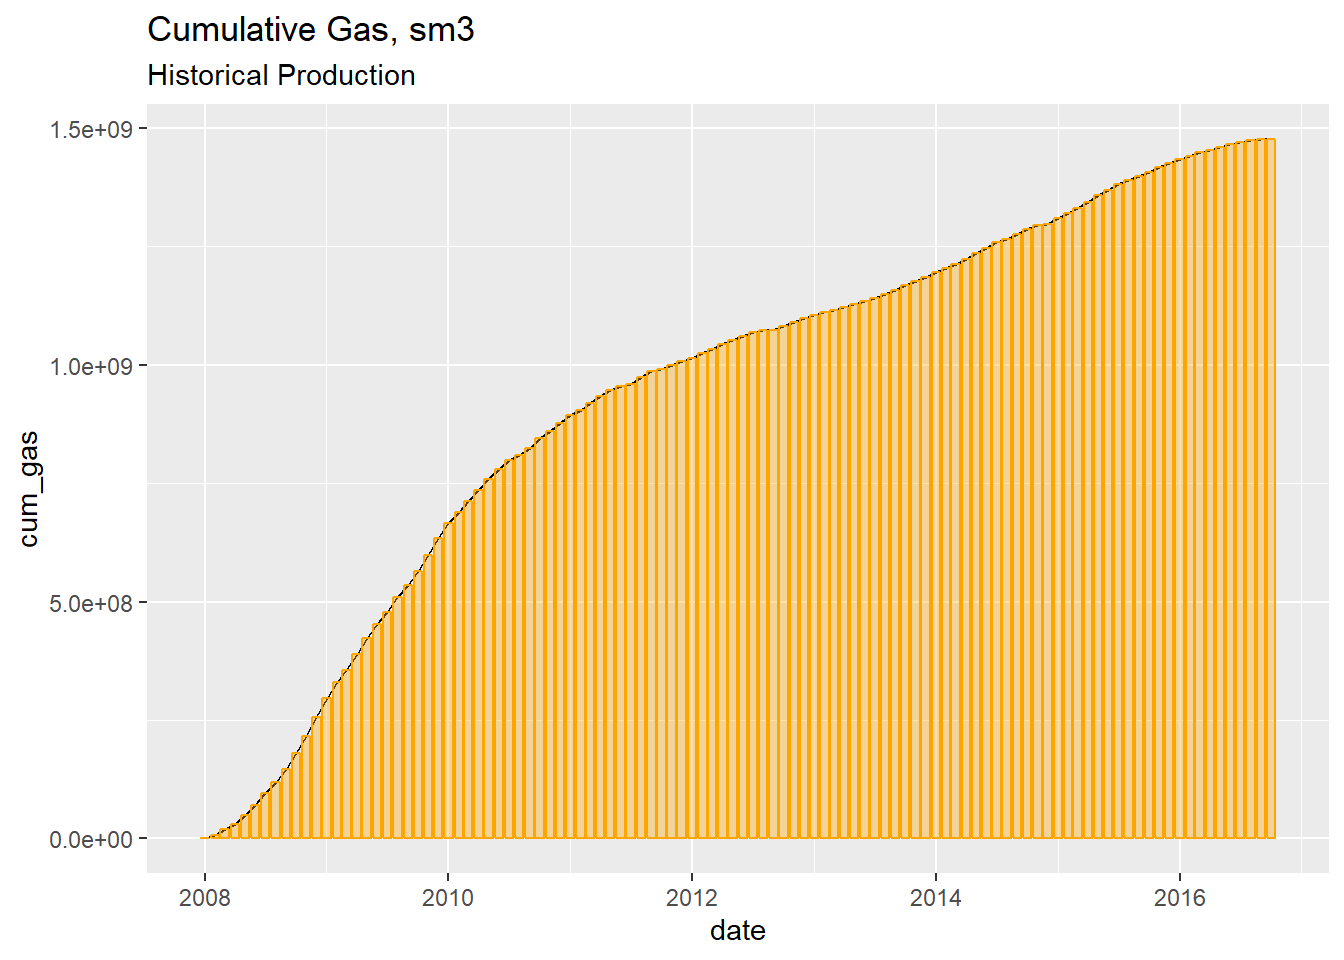 Cumulative Gas, sm3
Historical Production
1.5e+09
1.0e+09
5.0e+08
0.0e+00
cum_gas
2008 2010 2012 2014 2016
date